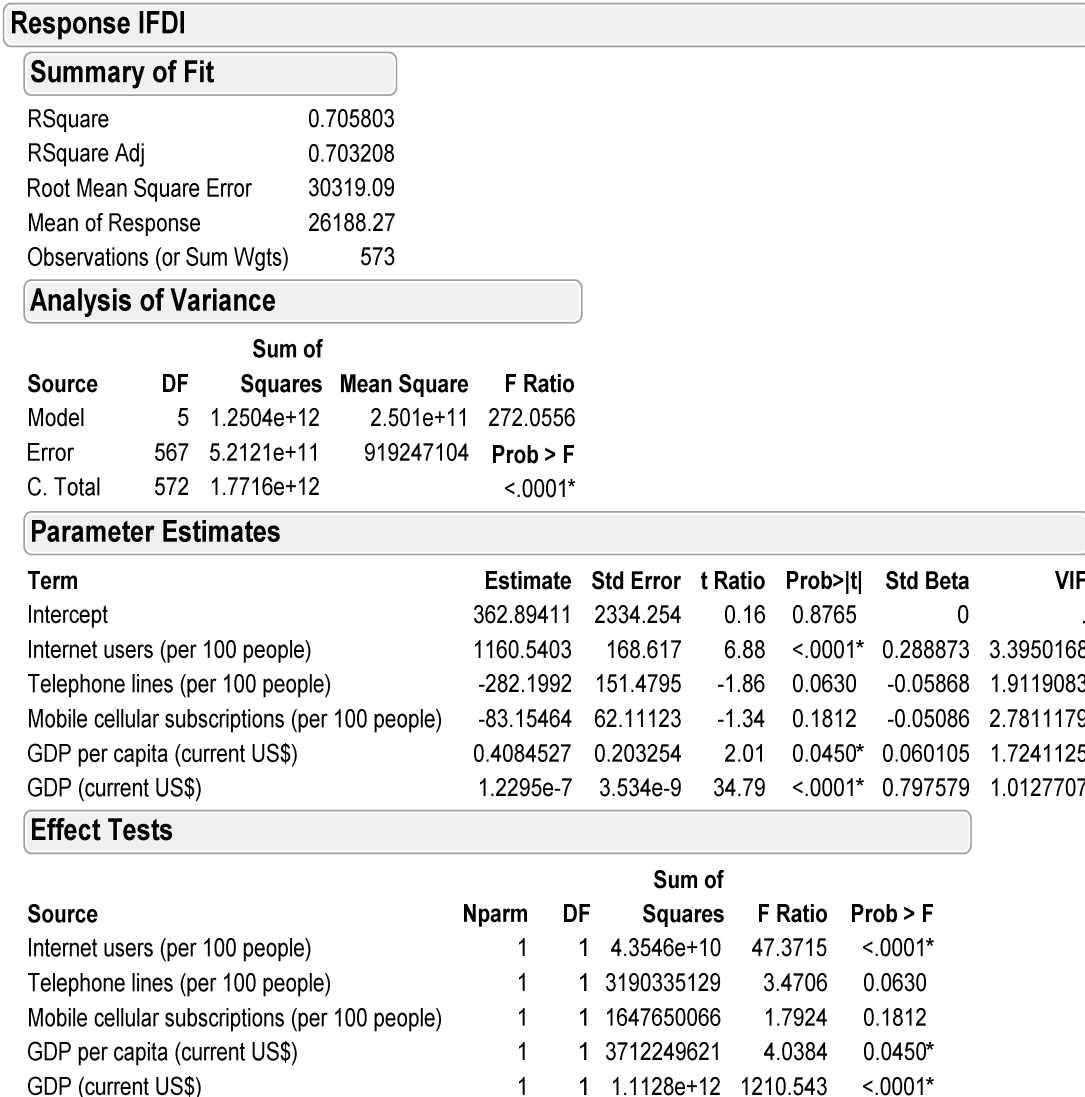 Response IFDI
Summary of Fit
RSquare 0.705803
RSquare Adj 0.703208
Root Mean Square Error 30319.09
Mean of Response 26188.27
Observations (or Sum Wgts) 573
Analysis of Variance
Sum of
Source DF Squares Mean Square F Ratio
Model 5 1.2504e+12 2.501e+11 272.0556
Error 567 5.2121e+11 919247104 Prob > F
C. Total 572 1.7716e+12 <.0001*
Parameter Estimates
Term Estimate Std Error t Ratio Prob>|t| Std Beta VIF
Intercept 362.89411 2334.254 0.16 0.8765 0 .
Internet users (per 100 people) 1160.5403 168.617 6.88 <.0001* 0.288873 3.3950168
Telephone lines (per 100 people) -282.1992 151.4795 -1.86 0.0630 -0.05868 1.9119083
Mobile cellular subscriptions (per 100 people) -83.15464 62.11123 -1.34 0.1812 -0.05086 2.7811179
GDP per capita (current US$) 0.4084527 0.203254 2.01 0.0450* 0.060105 1.7241125
GDP (current US$) 1.2295e-7 3.534e-9 34.79 <.0001* 0.797579 1.0127707
Effect Tests
Sum of
Source Nparm DF Squares F Ratio Prob > F
Internet users (per 100 people) 1 1 4.3546e+10 47.3715 <.0001*
Telephone lines (per 100 people) 1 1 3190335129 3.4706 0.0630
Mobile cellular subscriptions (per 100 people) 1 1 1647650066 1.7924 0.1812
GDP per capita (current US$) 1 1 3712249621 4.0384 0.0450*
GDP (current US$) 1 1 1.1128e+12 1210.543 <.0001*